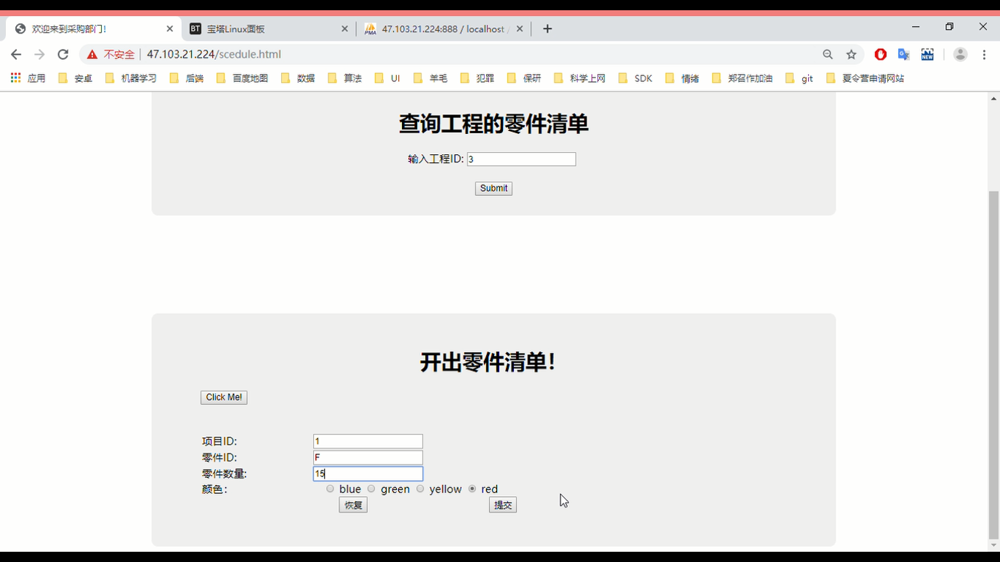 欢迎来到采购部门!
BT 宝塔Linux面板
PMA 47.103.21.224:888 / localhost
不安全 47.103.21.224/scedule.html
NEW
应用 安卓 机器学习 后端 百度地图 数据 算法 UI 羊毛 犯罪 保研 科学上网 SDK 情绪 郑召作加油 git 夏令营申请网站
查询工程的零件清单
输入工程ID: 3
Submit
开出零件清单!
Click Me!
项目ID: 1
零件ID: F
零件数量: 15
颜色: blue green yellow red
恢复 提交